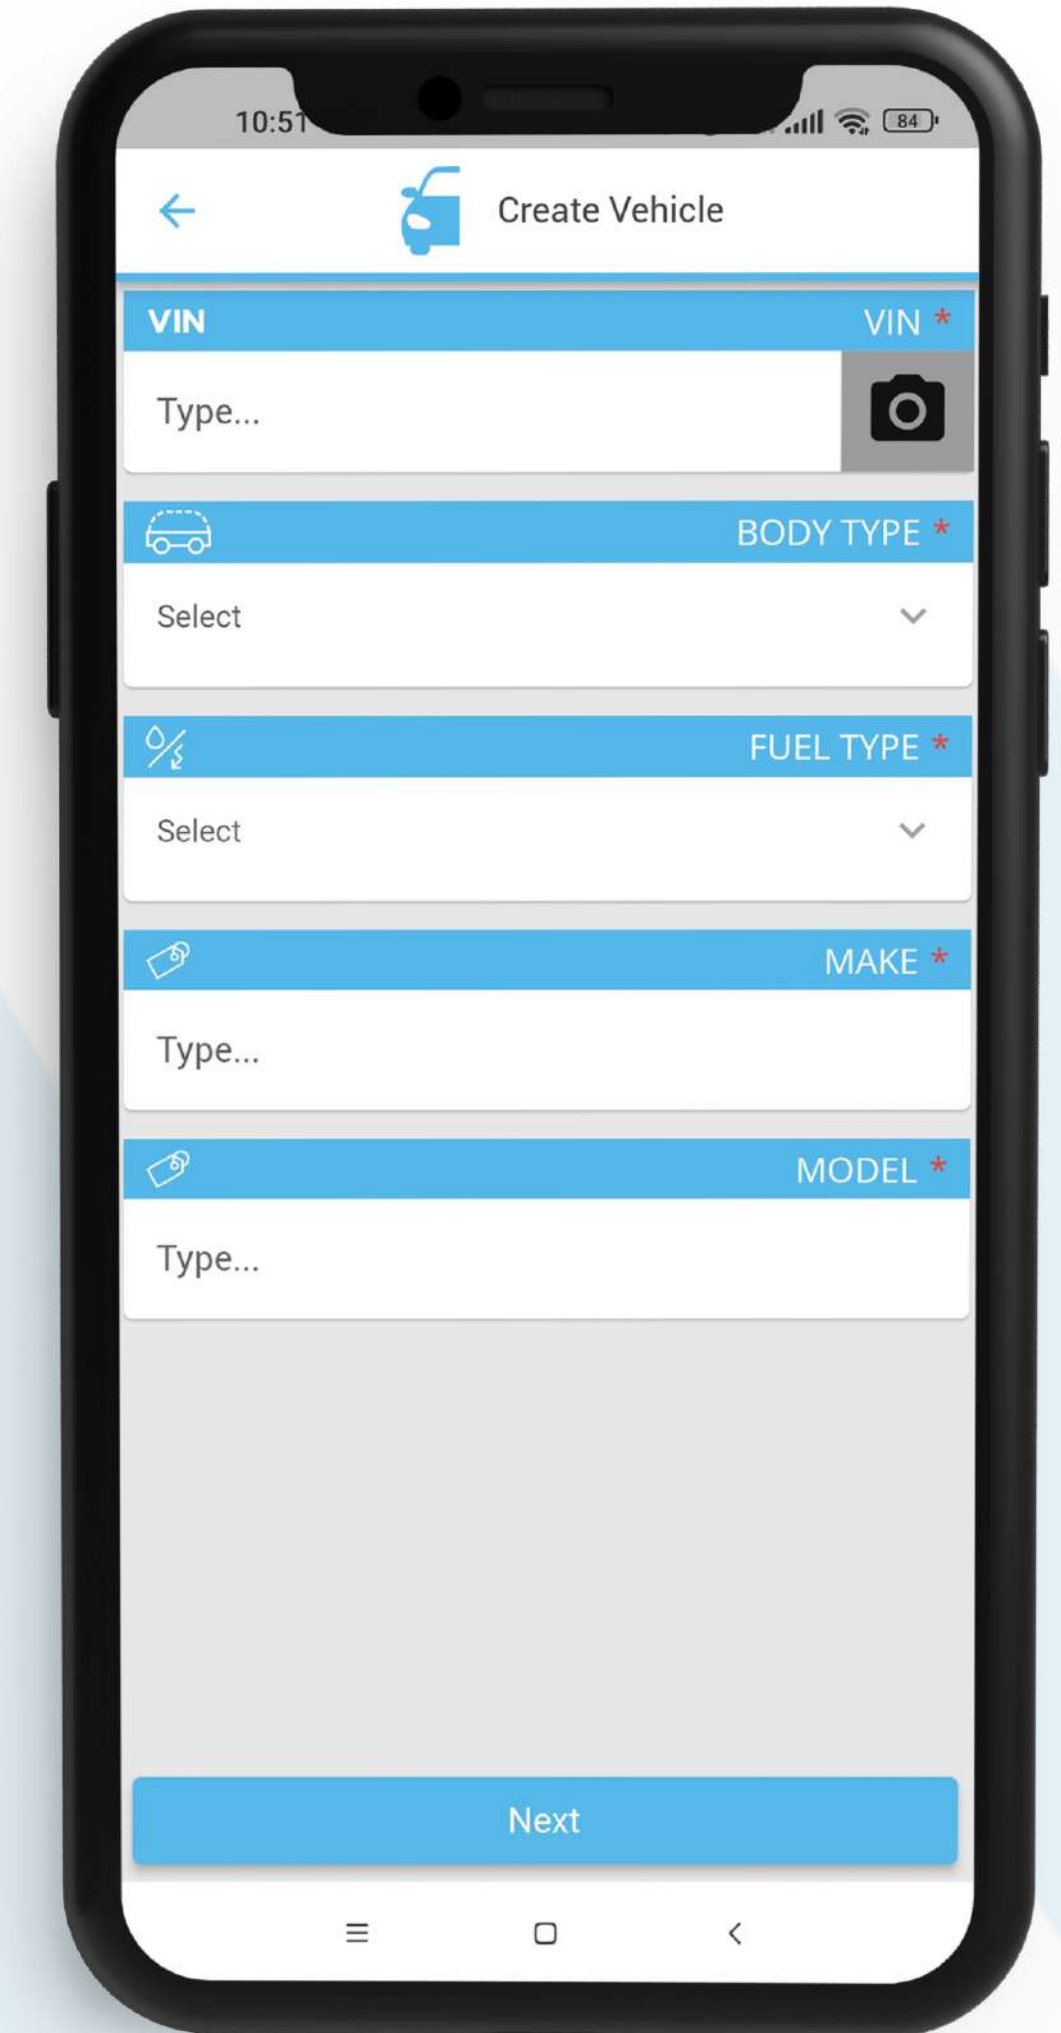 10:51
84
Create Vehicle
VIN VIN *
Type...
BODY TYPE *
Select
FUEL TYPE *
Select
MAKE *
Type...
MODEL *
Type...
Next